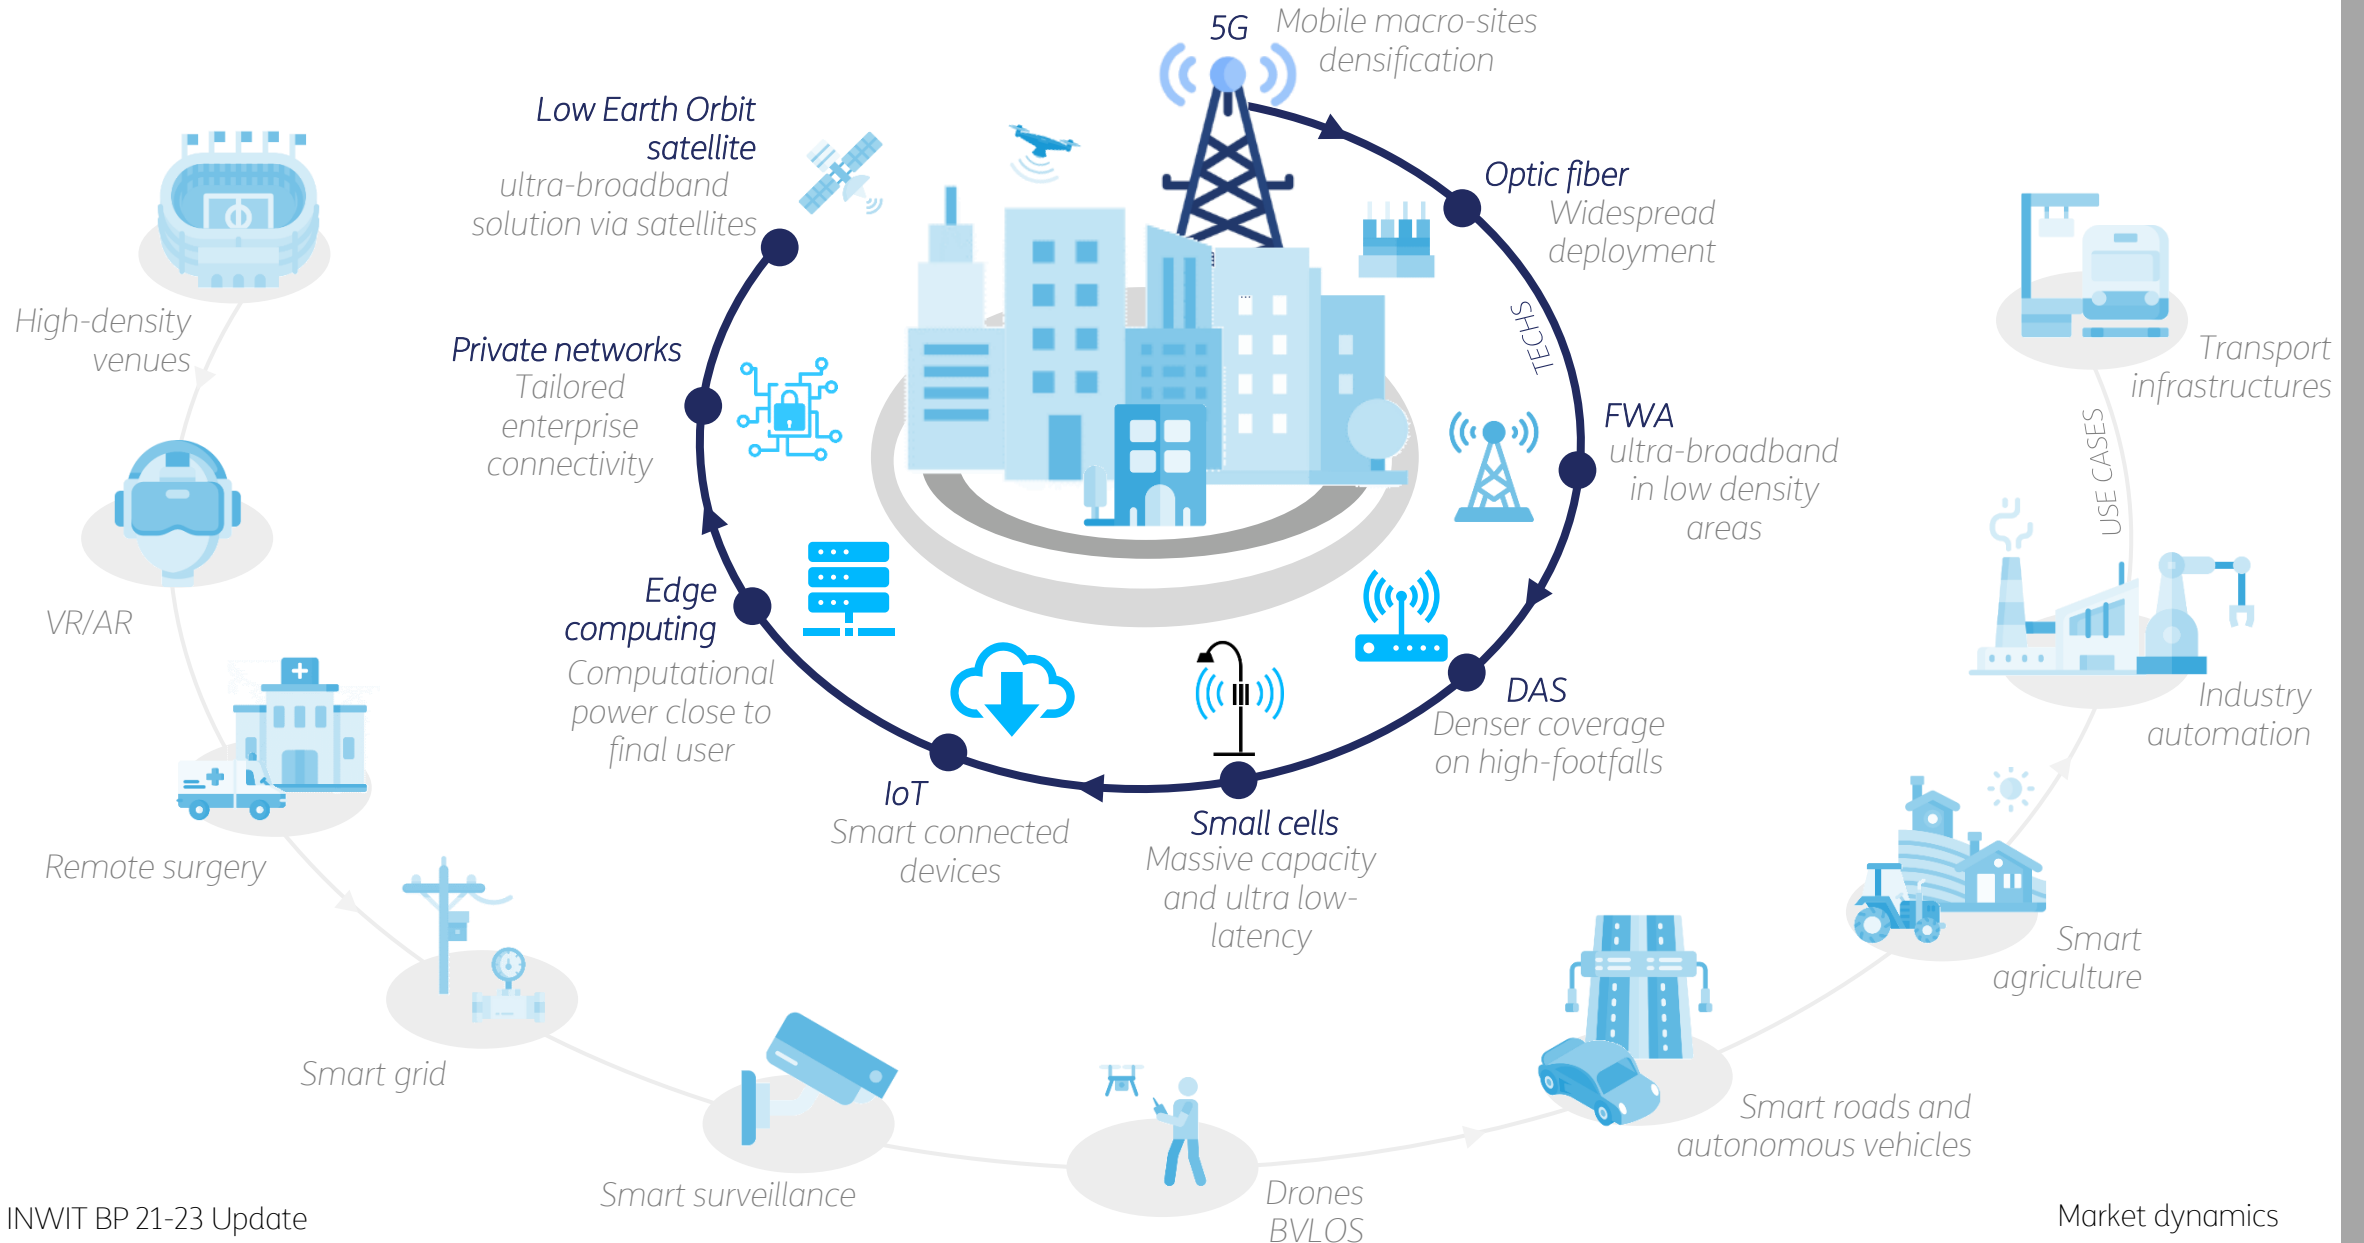 5G
Mobile macro-sites
densification
Optic fiber
Widespread
deployment
TECHS
FWA
ultra-broadband
in low density
areas
DAS
Denser coverage
on high-footfalls
Small cells
Massive capacity
and ultra low-
latency
IoT
Smart connected
devices
Edge
computing
Computational
power close to
final user
Private networks
Tailored
enterprise
connectivity
Low Earth Orbit
satellite
ultra-broadband
solution via satellites
High-density
venues
VR/AR
Remote surgery
Smart grid
Smart surveillance
Drones
BVLOS
Smart roads and
autonomous vehicles
Smart
agriculture
Industry
automation
USE CASES
Transport
infrastructures
INWIT BP 21-23 Update
Market dynamics